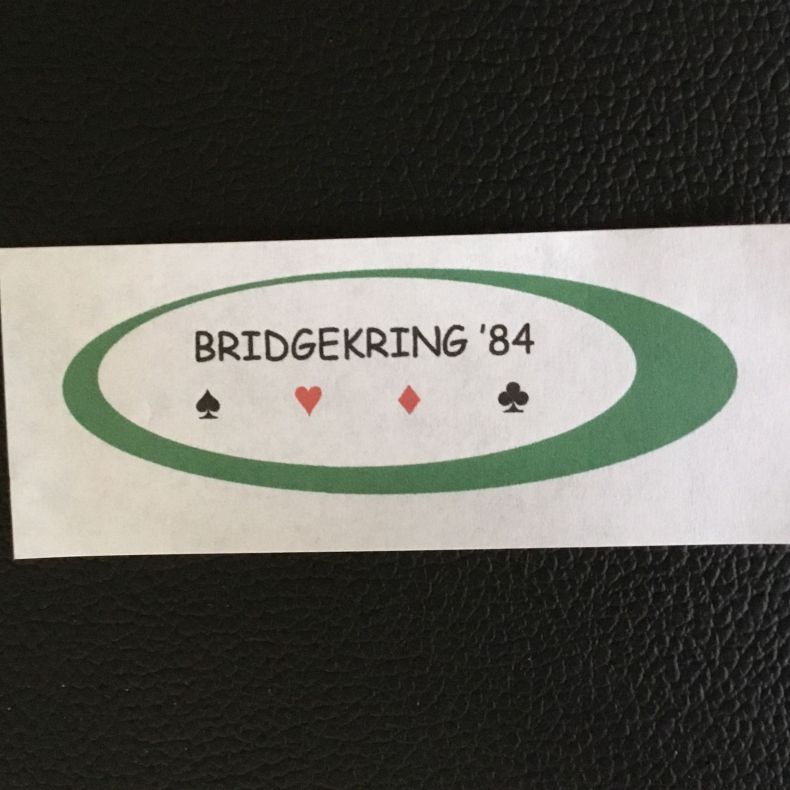 BRIDGEKRING '84
♠ ♥ ♦ ♣